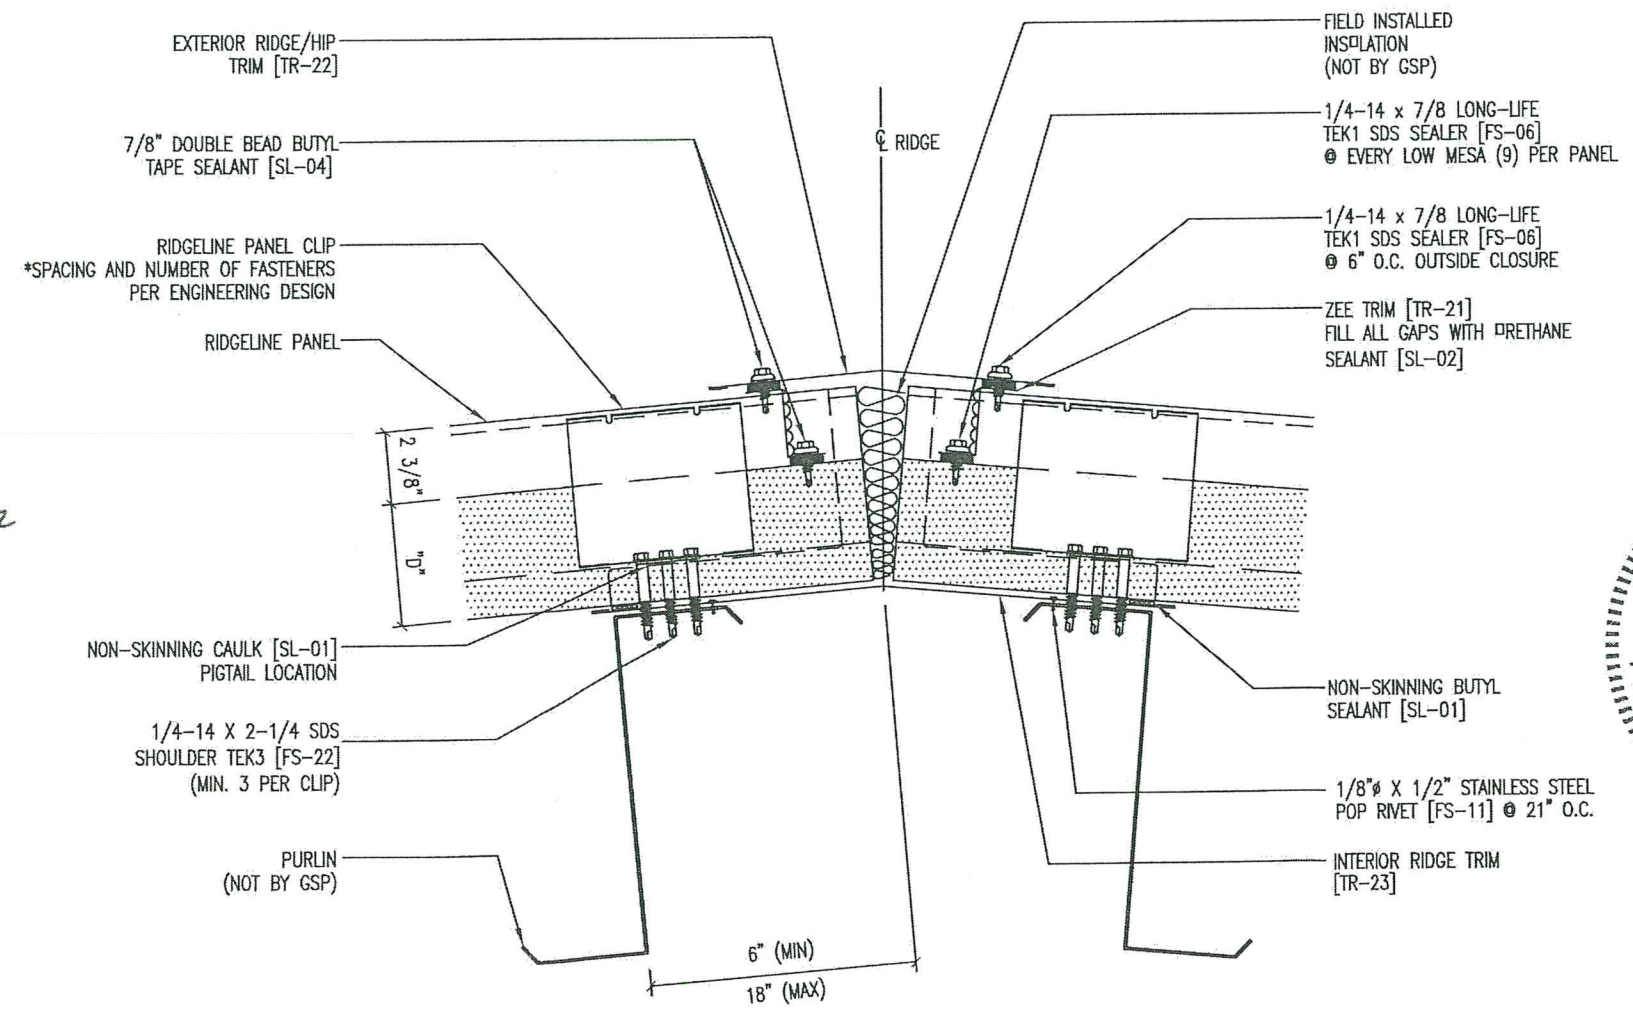 EXTERIOR RIDGE/HIP
TRIM [TR-22]
7/8" DOUBLE BEAD BUTYL
TAPE SEALANT [SL-04]
RIDGELINE PANEL CLIP
*SPACING AND NUMBER OF FASTENERS
PER ENGINEERING DESIGN
RIDGELINE PANEL
2 3/8"
"D"
NON-SKINNING CAULK [SL-01]
PIGTAIL LOCATION
1/4-14 X 2-1/4 SDS
SHOULDER TEK3 [FS-22]
(MIN. 3 PER CLIP)
PURLIN
(NOT BY GSP)
℄ RIDGE
6" (MIN)
18" (MAX)
FIELD INSTALLED
INSULATION
(NOT BY GSP)
1/4-14 x 7/8 LONG-LIFE
TEK1 SDS SEALER [FS-06]
@ EVERY LOW MESA (9) PER PANEL
1/4-14 x 7/8 LONG-LIFE
TEK1 SDS SEALER [FS-06]
@ 6" O.C. OUTSIDE CLOSURE
ZEE TRIM [TR-21]
FILL ALL GAPS WITH URETHANE
SEALANT [SL-02]
NON-SKINNING BUTYL
SEALANT [SL-01]
1/8"ø X 1/2" STAINLESS STEEL
POP RIVET [FS-11] @ 21" O.C.
INTERIOR RIDGE TRIM
[TR-23]